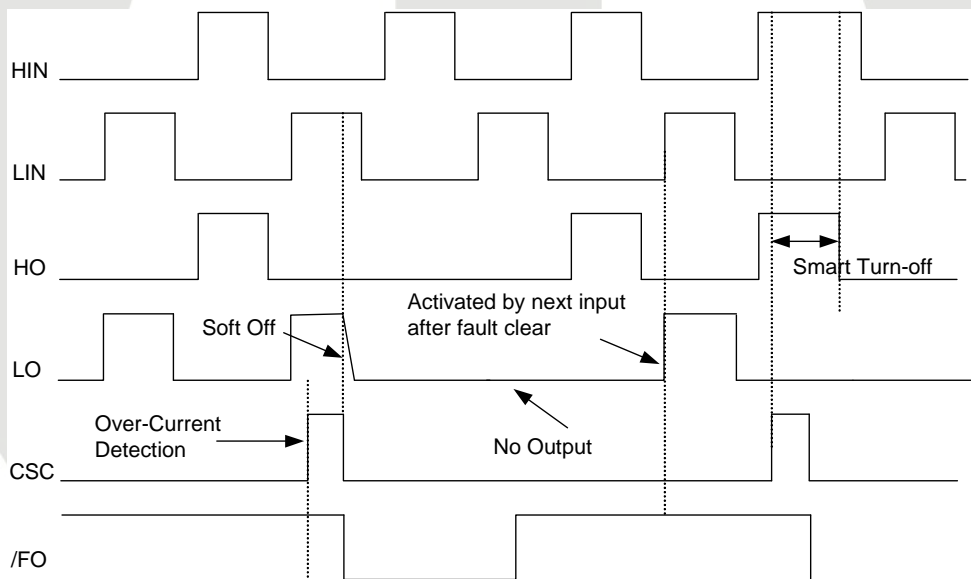 HIN
LIN
HO
Smart Turn-off
Activated by next input
after fault clear
Soft Off
LO
Over-Current
Detection
No Output
CSC
/FO